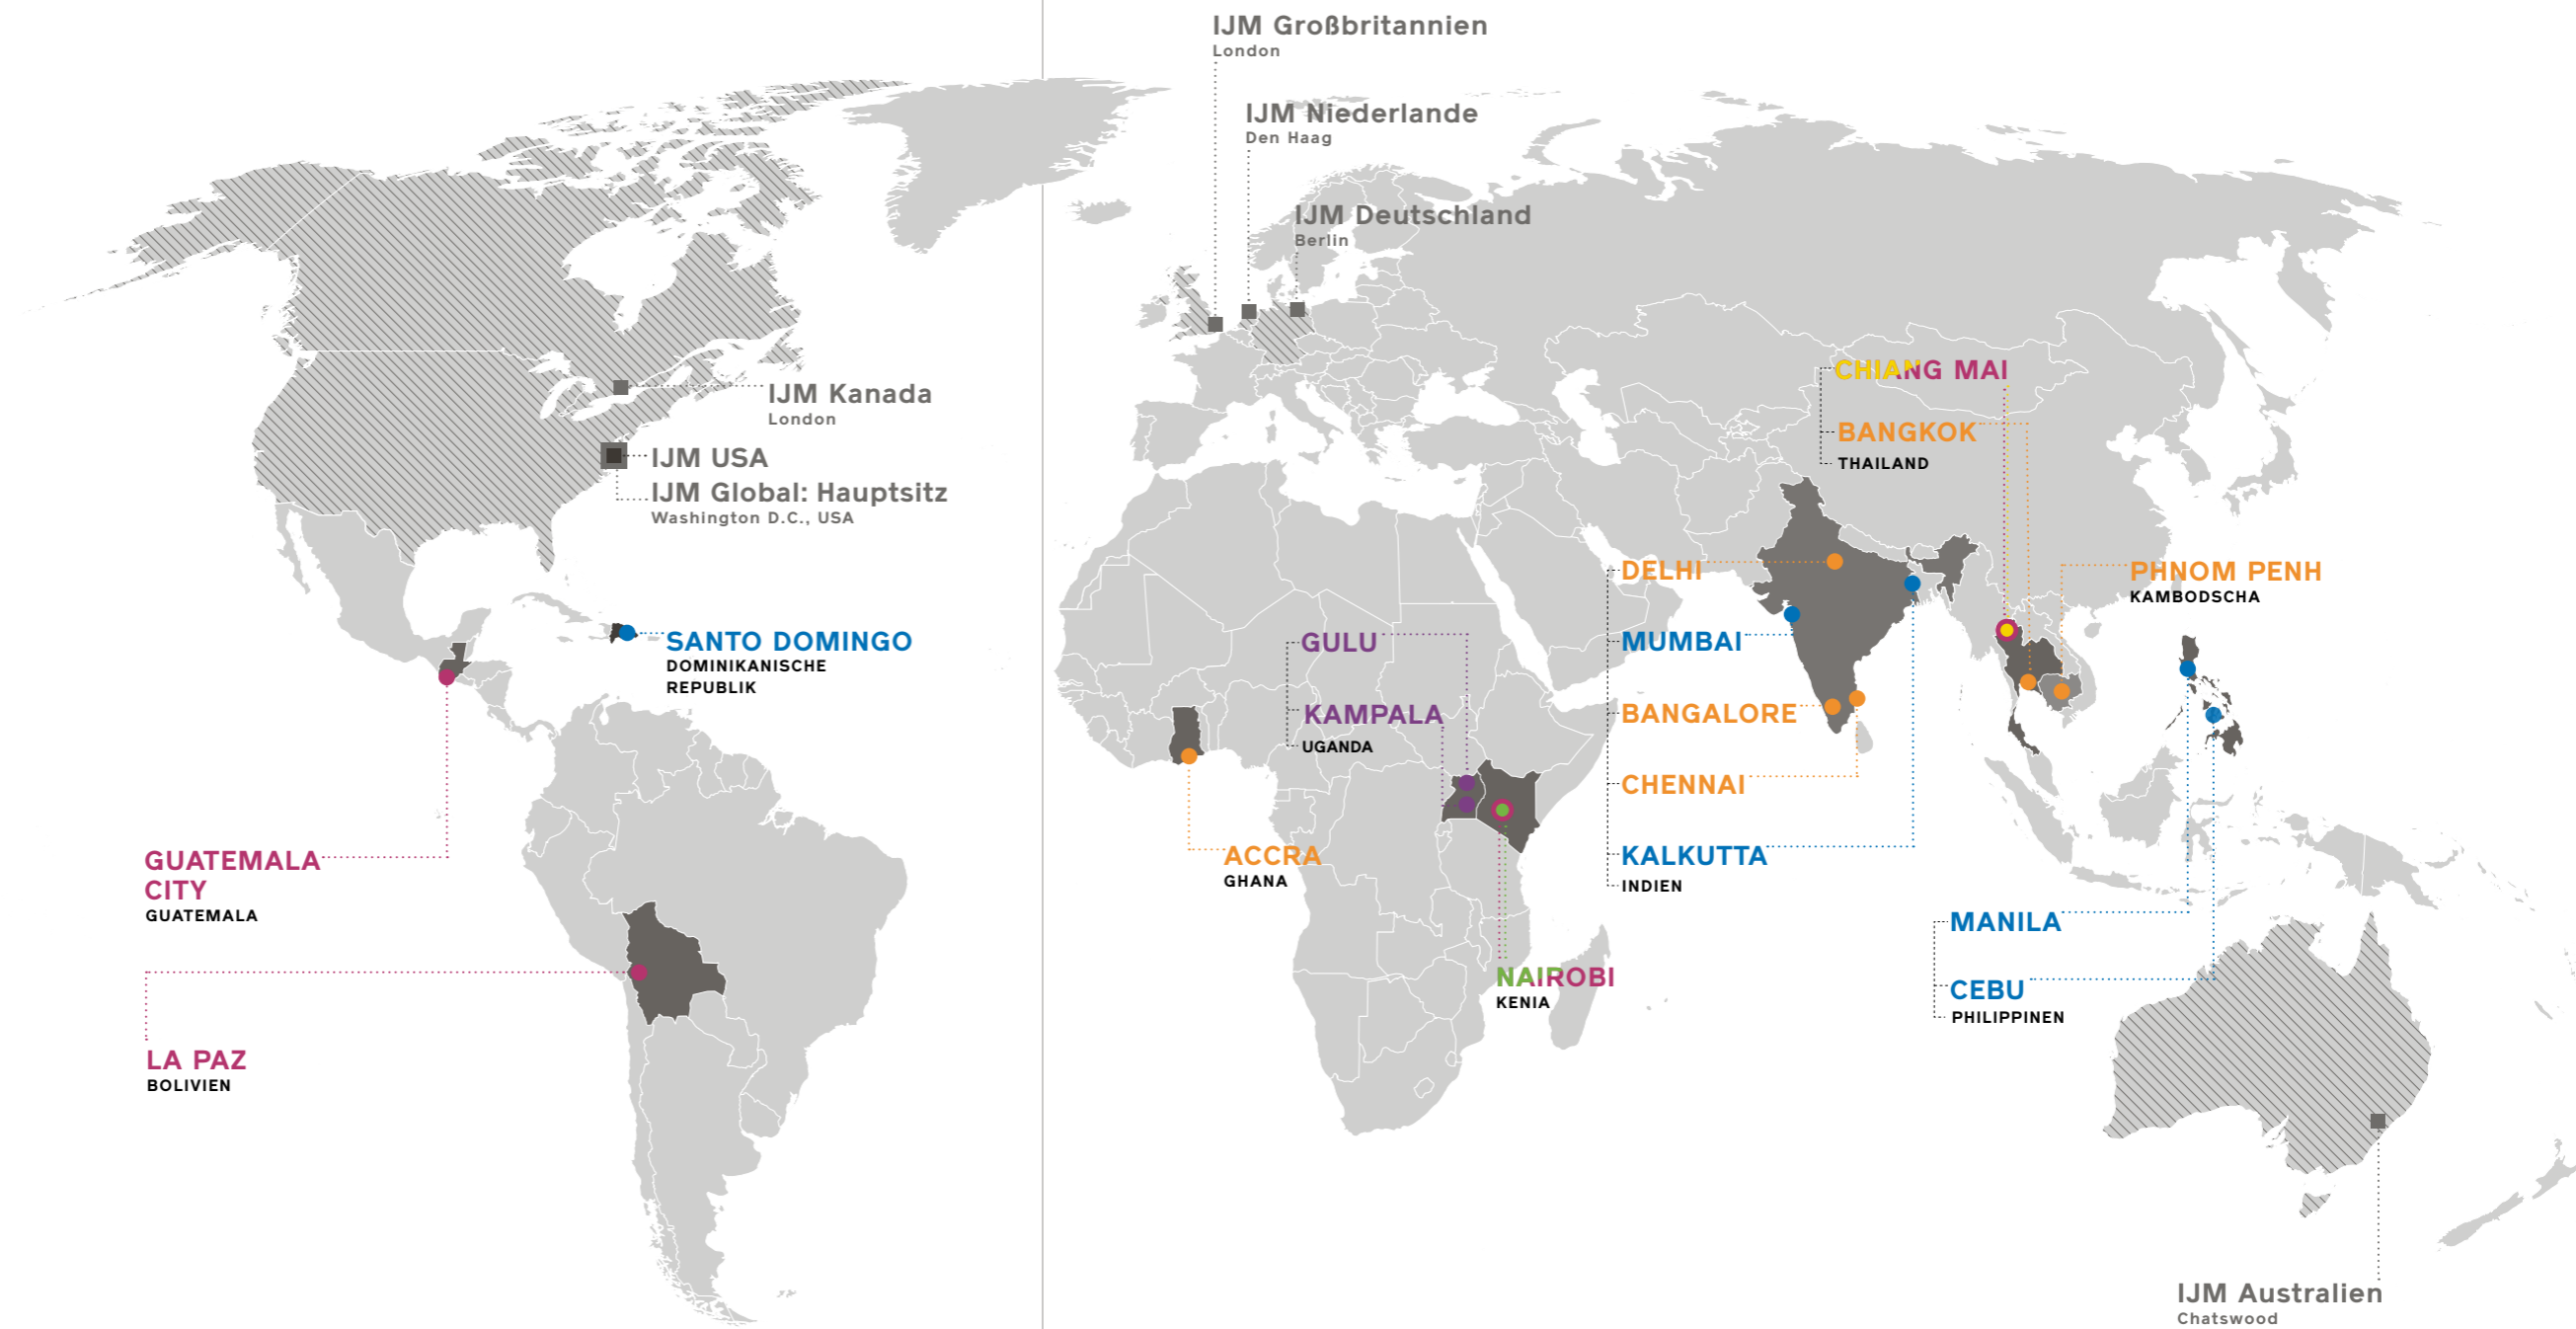 IJM Großbritannien
London
IJM Niederlande
Den Haag
IJM Deutschland
Berlin
IJM Kanada
London
IJM USA
IJM Global: Hauptsitz
Washington D.C., USA
SANTO DOMINGO
DOMINIKANISCHE
REPUBLIK
GUATEMALA
CITY
GUATEMALA
LA PAZ
BOLIVIEN
ACCRA
GHANA
GULU
KAMPALA
UGANDA
NAIROBI
KENIA
CHIANG MAI
BANGKOK
THAILAND
DELHI
MUMBAI
BANGALORE
CHENNAI
KALKUTTA
INDIEN
PHNOM PENH
KAMBODSCHA
MANILA
CEBU
PHILIPPINEN
IJM Australien
Chatswood